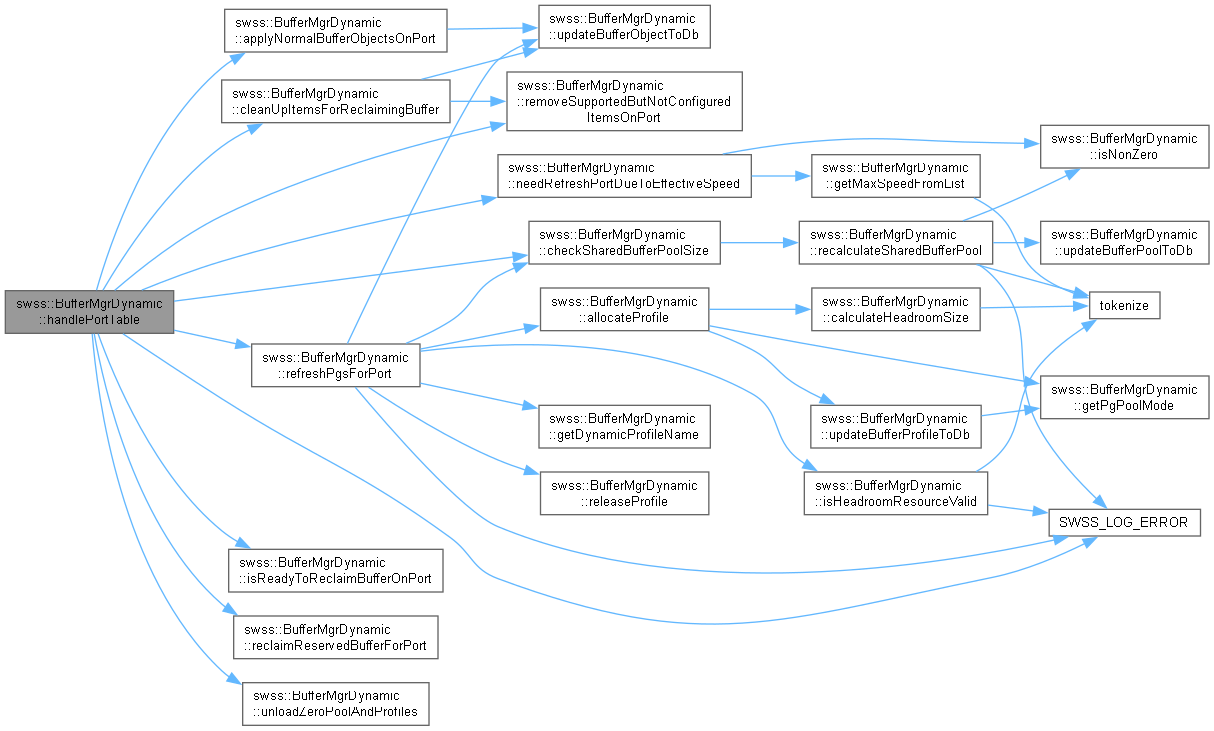 swss::BufferMgrDynamic
::handlePortTable
swss::BufferMgrDynamic
::applyNormalBufferObjectsOnPort
swss::BufferMgrDynamic
::cleanUpItemsForReclaimingBuffer
swss::BufferMgrDynamic
::refreshPgsForPort
swss::BufferMgrDynamic
::isReadyToReclaimBufferOnPort
swss::BufferMgrDynamic
::reclaimReservedBufferForPort
swss::BufferMgrDynamic
::unloadZeroPoolAndProfiles
swss::BufferMgrDynamic
::updateBufferObjectToDb
swss::BufferMgrDynamic
::removeSupportedButNotConfigured
ItemsOnPort
swss::BufferMgrDynamic
::needRefreshPortDueToEffectiveSpeed
swss::BufferMgrDynamic
::checkSharedBufferPoolSize
swss::BufferMgrDynamic
::allocateProfile
swss::BufferMgrDynamic
::getDynamicProfileName
swss::BufferMgrDynamic
::releaseProfile
swss::BufferMgrDynamic
::getMaxSpeedFromList
swss::BufferMgrDynamic
::recalculateSharedBufferPool
swss::BufferMgrDynamic
::calculateHeadroomSize
swss::BufferMgrDynamic
::updateBufferProfileToDb
swss::BufferMgrDynamic
::isHeadroomResourceValid
swss::BufferMgrDynamic
::isNonZero
swss::BufferMgrDynamic
::updateBufferPoolToDb
tokenize
swss::BufferMgrDynamic
::getPgPoolMode
SWSS_LOG_ERROR